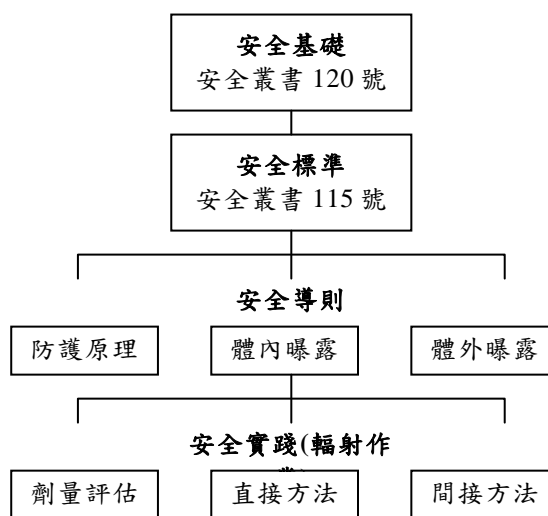 安全基礎
安全叢書 120 號
安全標準
安全叢書 115 號
安全導則
防護原理
體內曝露
體外曝露
安全實踐(輻射作
劑量評估
直接方法
間接方法